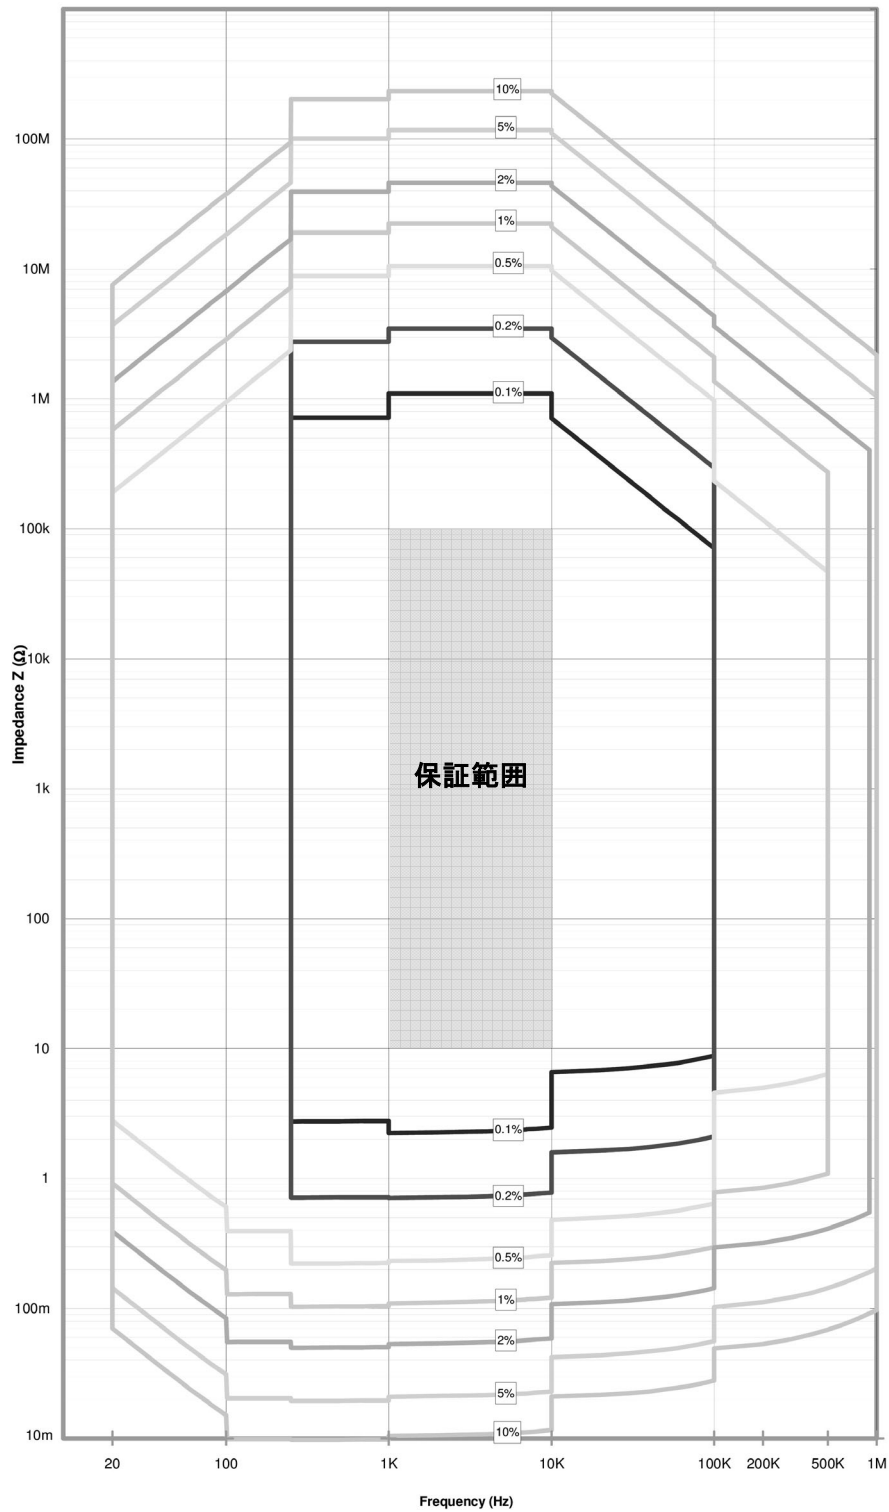 10%
5%
100M
2%
1%
10M
0.5%
0.2%
1M
0.1%
100k
Impedance Z (Ω)
10k
保証範囲
1k
100
10
0.1%
1
0.2%
0.5%
1%
100m
2%
5%
10%
10m
20
100
1K
10K
100K
200K
500K
1M
Frequency (Hz)